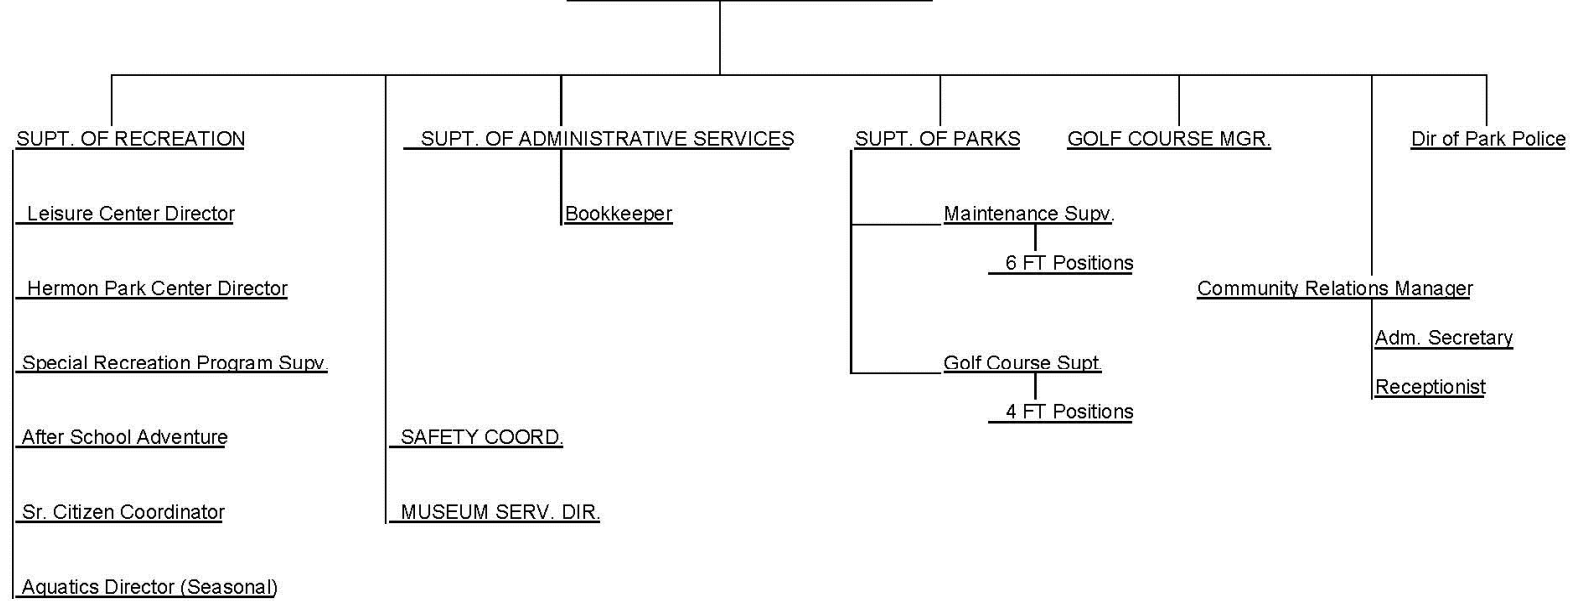 SUPT. OF RECREATION
SUPT. OF ADMINISTRATIVE SERVICES
SUPT. OF PARKS
GOLF COURSE MGR.
Dir of Park Police
Leisure Center Director
Bookkeeper
Maintenance Supv.
6 FT Positions
Hermon Park Center Director
Community Relations Manager
Adm. Secretary
Special Recreation Program Supv.
Golf Course Supt.
Receptionist
4 FT Positions
After School Adventure
SAFETY COORD.
Sr. Citizen Coordinator
MUSEUM SERV. DIR.
Aquatics Director (Seasonal)